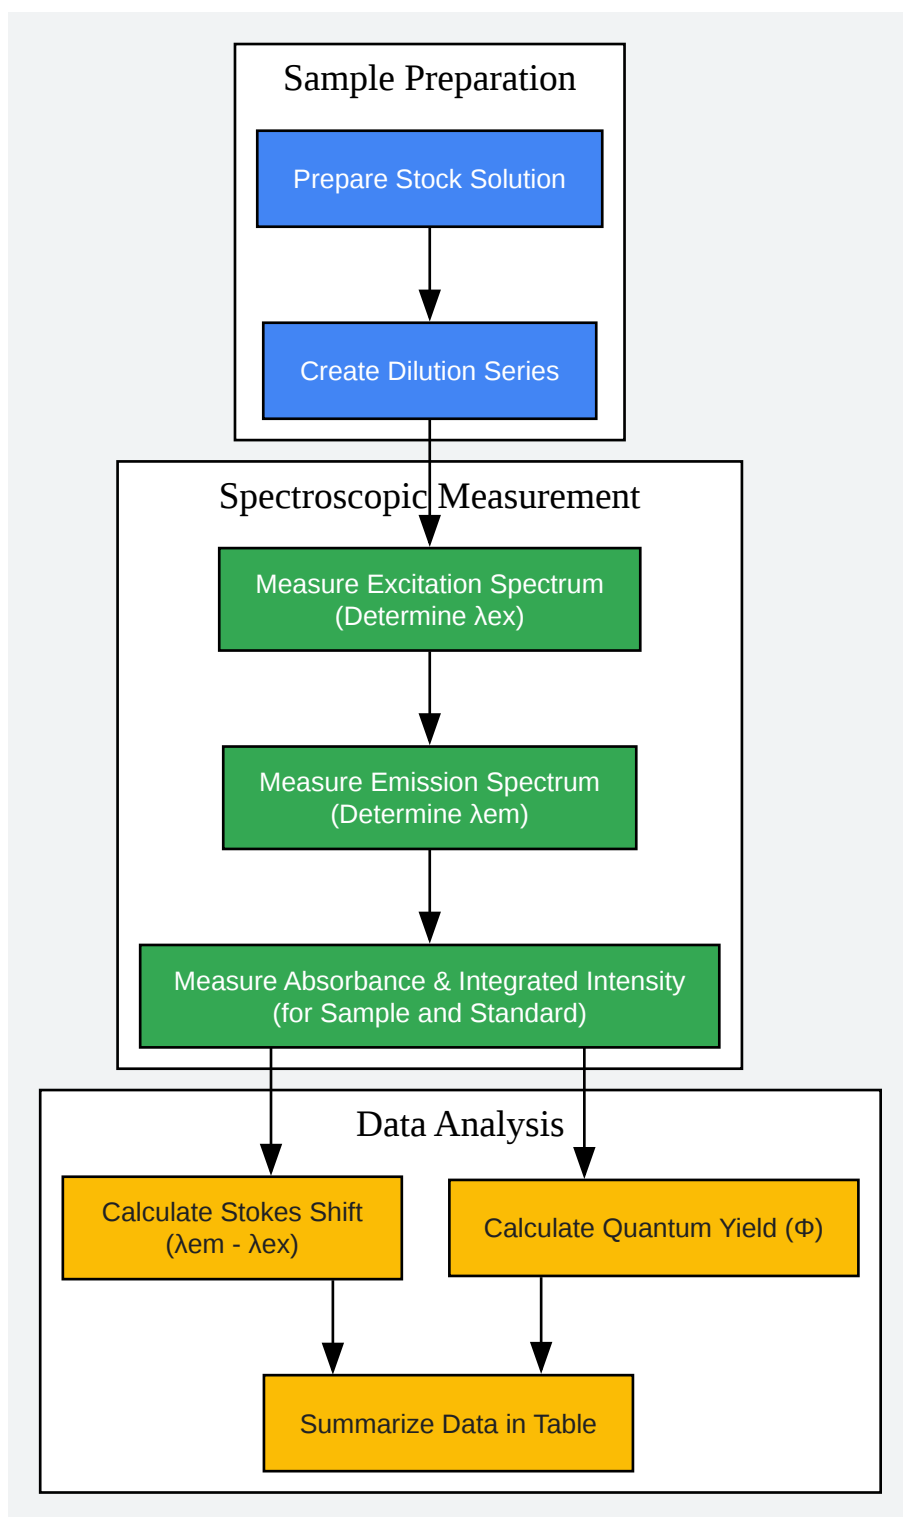 Sample Preparation
Prepare Stock Solution
Create Dilution Series
Spectroscopic Measurement
Measure Excitation Spectrum
(Determine λex)
Measure Emission Spectrum
(Determine λem)
Measure Absorbance & Integrated Intensity
(for Sample and Standard)
Data Analysis
Calculate Stokes Shift
(λem - λex)
Calculate Quantum Yield (Φ)
Summarize Data in Table